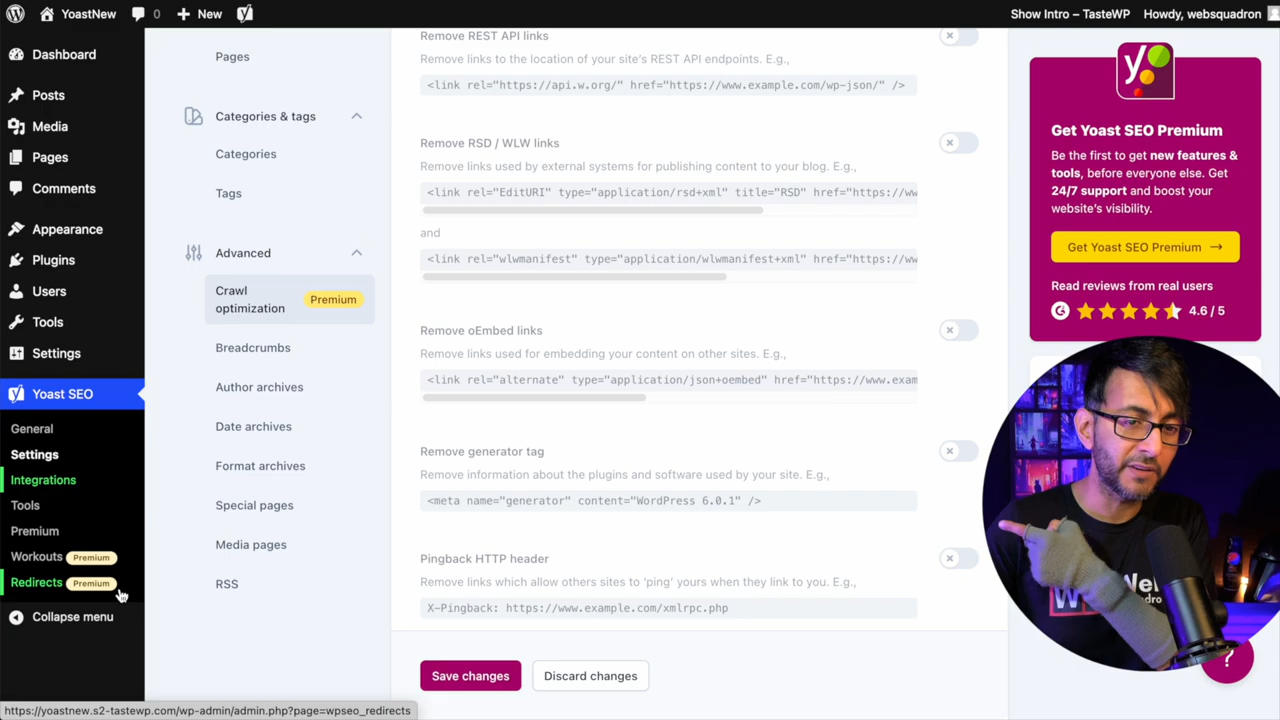 YoastNew
0
New
Show Intro – TasteWP
Howdy, websquadron
Dashboard
Posts
Media
Pages
Comments
Appearance
Plugins
Users
Tools
Settings
Yoast SEO
General
Settings
Integrations
Tools
Premium
Workouts Premium
Redirects Premium
Collapse menu
Pages
Categories & tags
Categories
Tags
Advanced
Crawl
optimization
Premium
Breadcrumbs
Author archives
Date archives
Format archives
Special pages
Media pages
RSS
Remove REST API links
Remove links to the location of your site’s REST API endpoints. E.g.,
<link rel="https://api.w.org/" href="https://www.example.com/wp-json/" />
Remove RSD / WLW links
Remove links used by external systems for publishing content to your blog. E.g.,
<link rel="EditURI" type="application/rsd+xml" title="RSD" href="https://ww
and
<link rel="wlwmanifest" type="application/wlwmanifest+xml" href="https://ww
Remove oEmbed links
Remove links used for embedding your content on other sites. E.g.,
<link rel="alternate" type="application/json+oembed" href="https://www.exam
Remove generator tag
Remove information about the plugins and software used by your site. E.g.,
<meta name="generator" content="WordPress 6.0.1" />
Pingback HTTP header
Remove links which allow others sites to ‘ping’ yours when they link to you. E.g.,
X-Pingback: https://www.example.com/xmlrpc.php
Save changes
Discard changes
Get Yoast SEO Premium
Be the first to get new features &
tools, before everyone else. Get
24/7 support and boost your
website's visibility.
Get Yoast SEO Premium →
Read reviews from real users
4.6 / 5
?
https://yoastnew.s2-tastewp.com/wp-admin/admin.php?page=wpseo_redirects